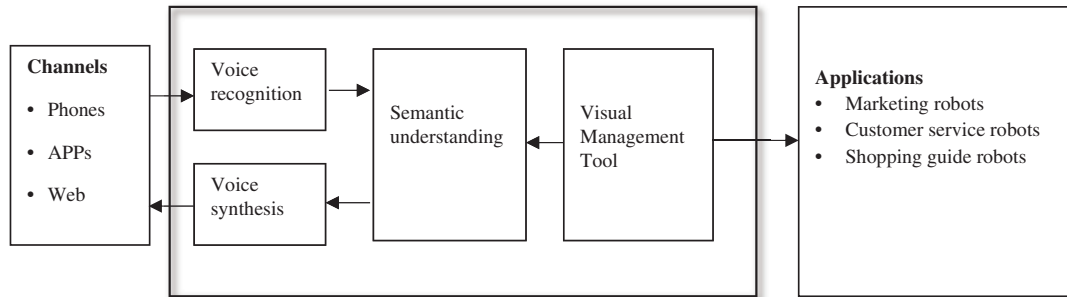 Channels
• Phones
• APPs
• Web
Voice
recognition
Voice
synthesis
Semantic
understanding
Visual
Management
Tool
Applications
• Marketing robots
• Customer service robots
• Shopping guide robots